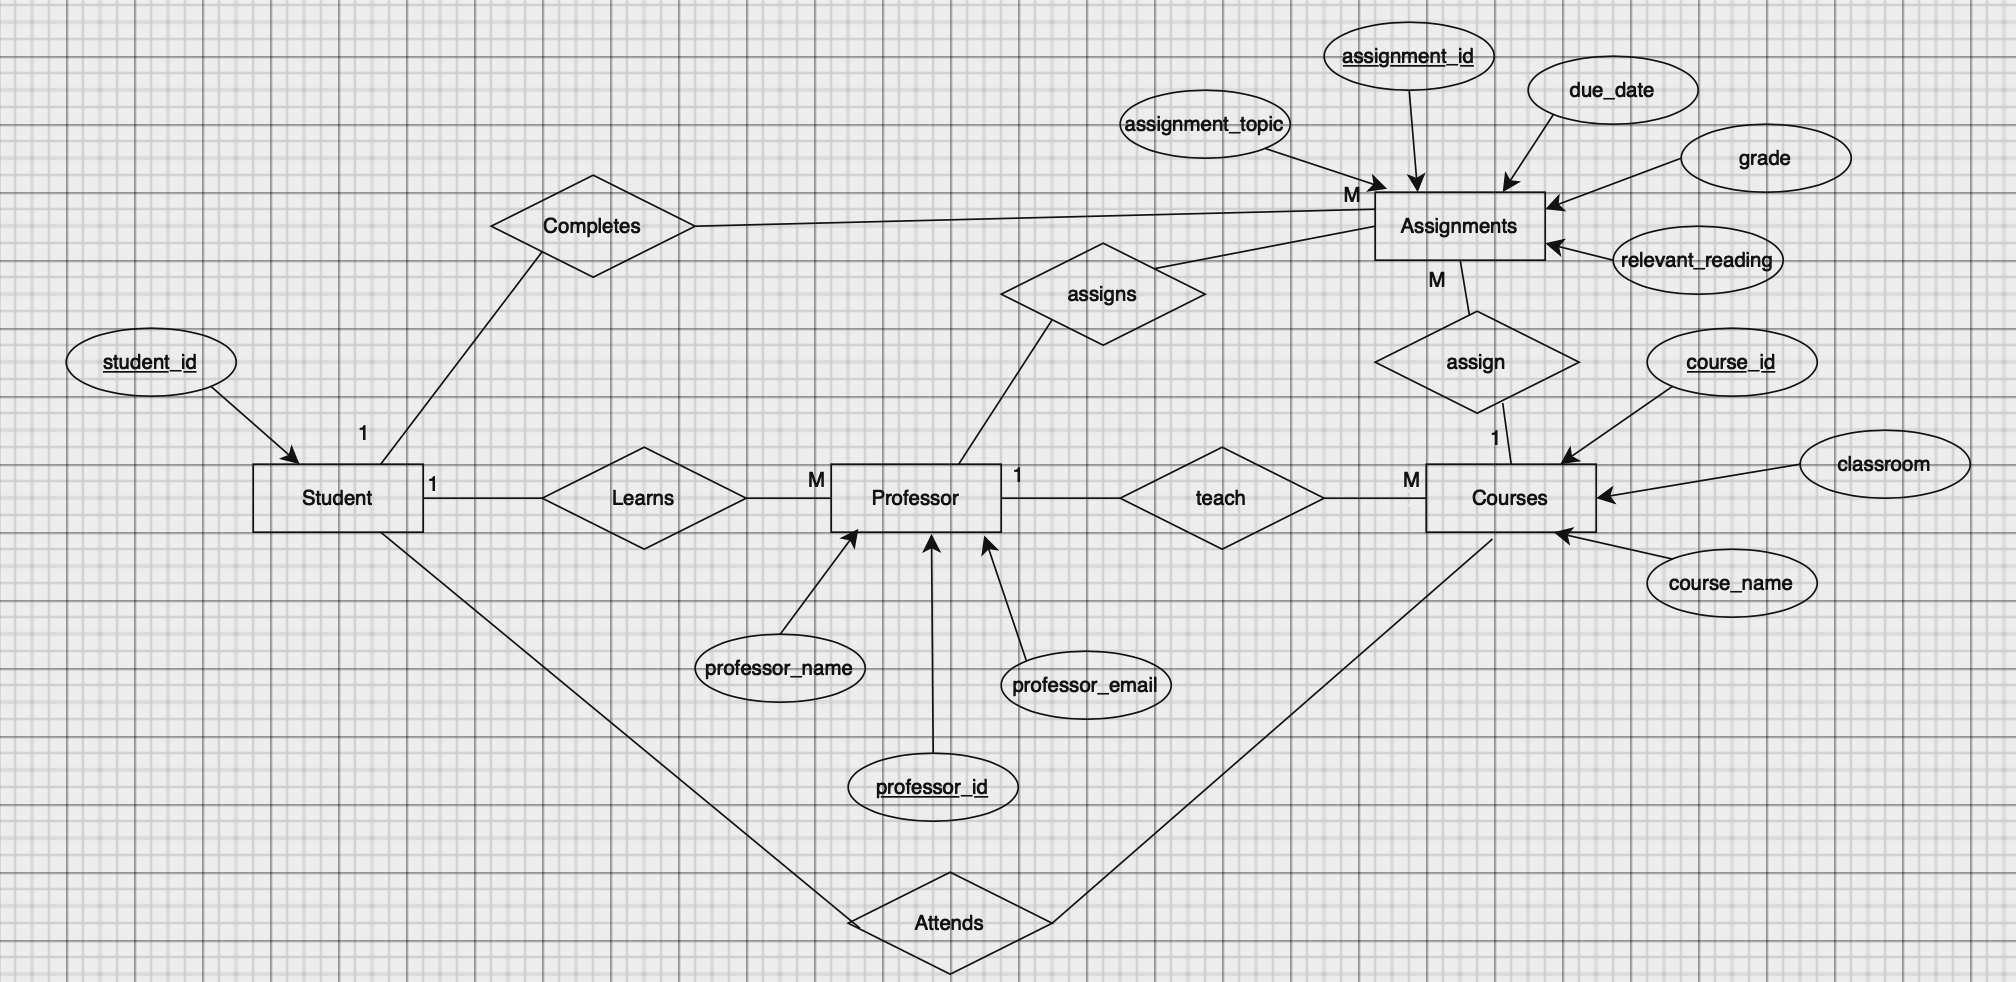 assignment_id
due_date
assignment_topic
grade
M
Completes
Assignments
relevant_reading
M
assigns
student_id
assign
course_id
1
1
classroom
Student
1
Learns
M
Professor
1
teach
M
Courses
course_name
professor_name
professor_email
professor_id
Attends